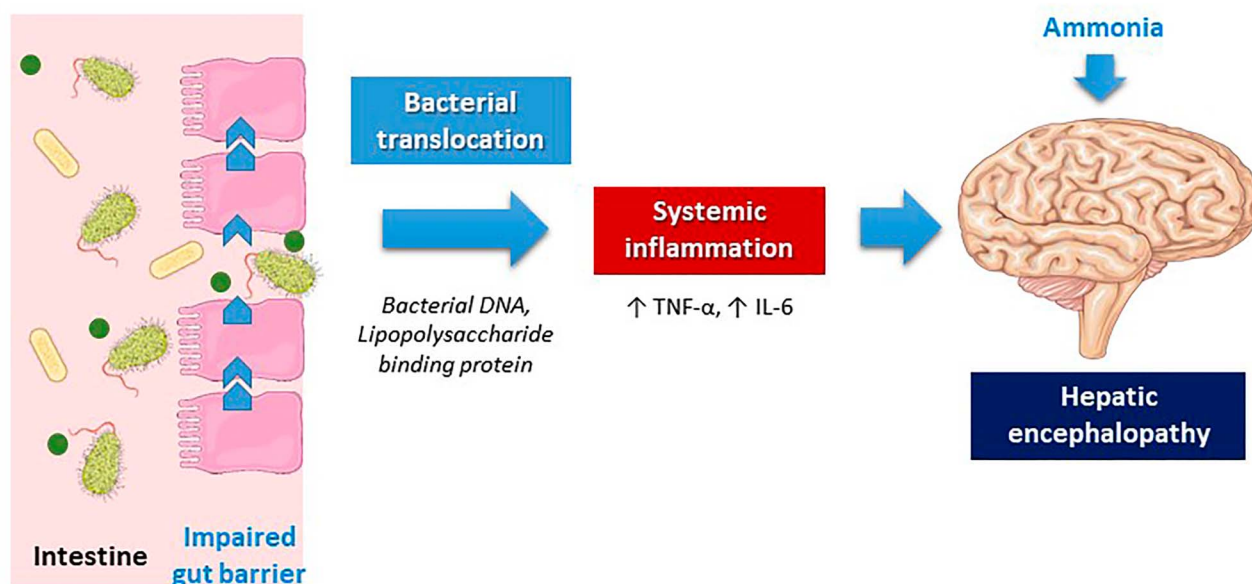 Ammonia
Bacterial
translocation
Systemic
inflammation
Bacterial DNA,
Lipopolysaccharide
binding protein
↑ TNF-α, ↑ IL-6
Hepatic
encephalopathy
Intestine
Impaired
gut barrier